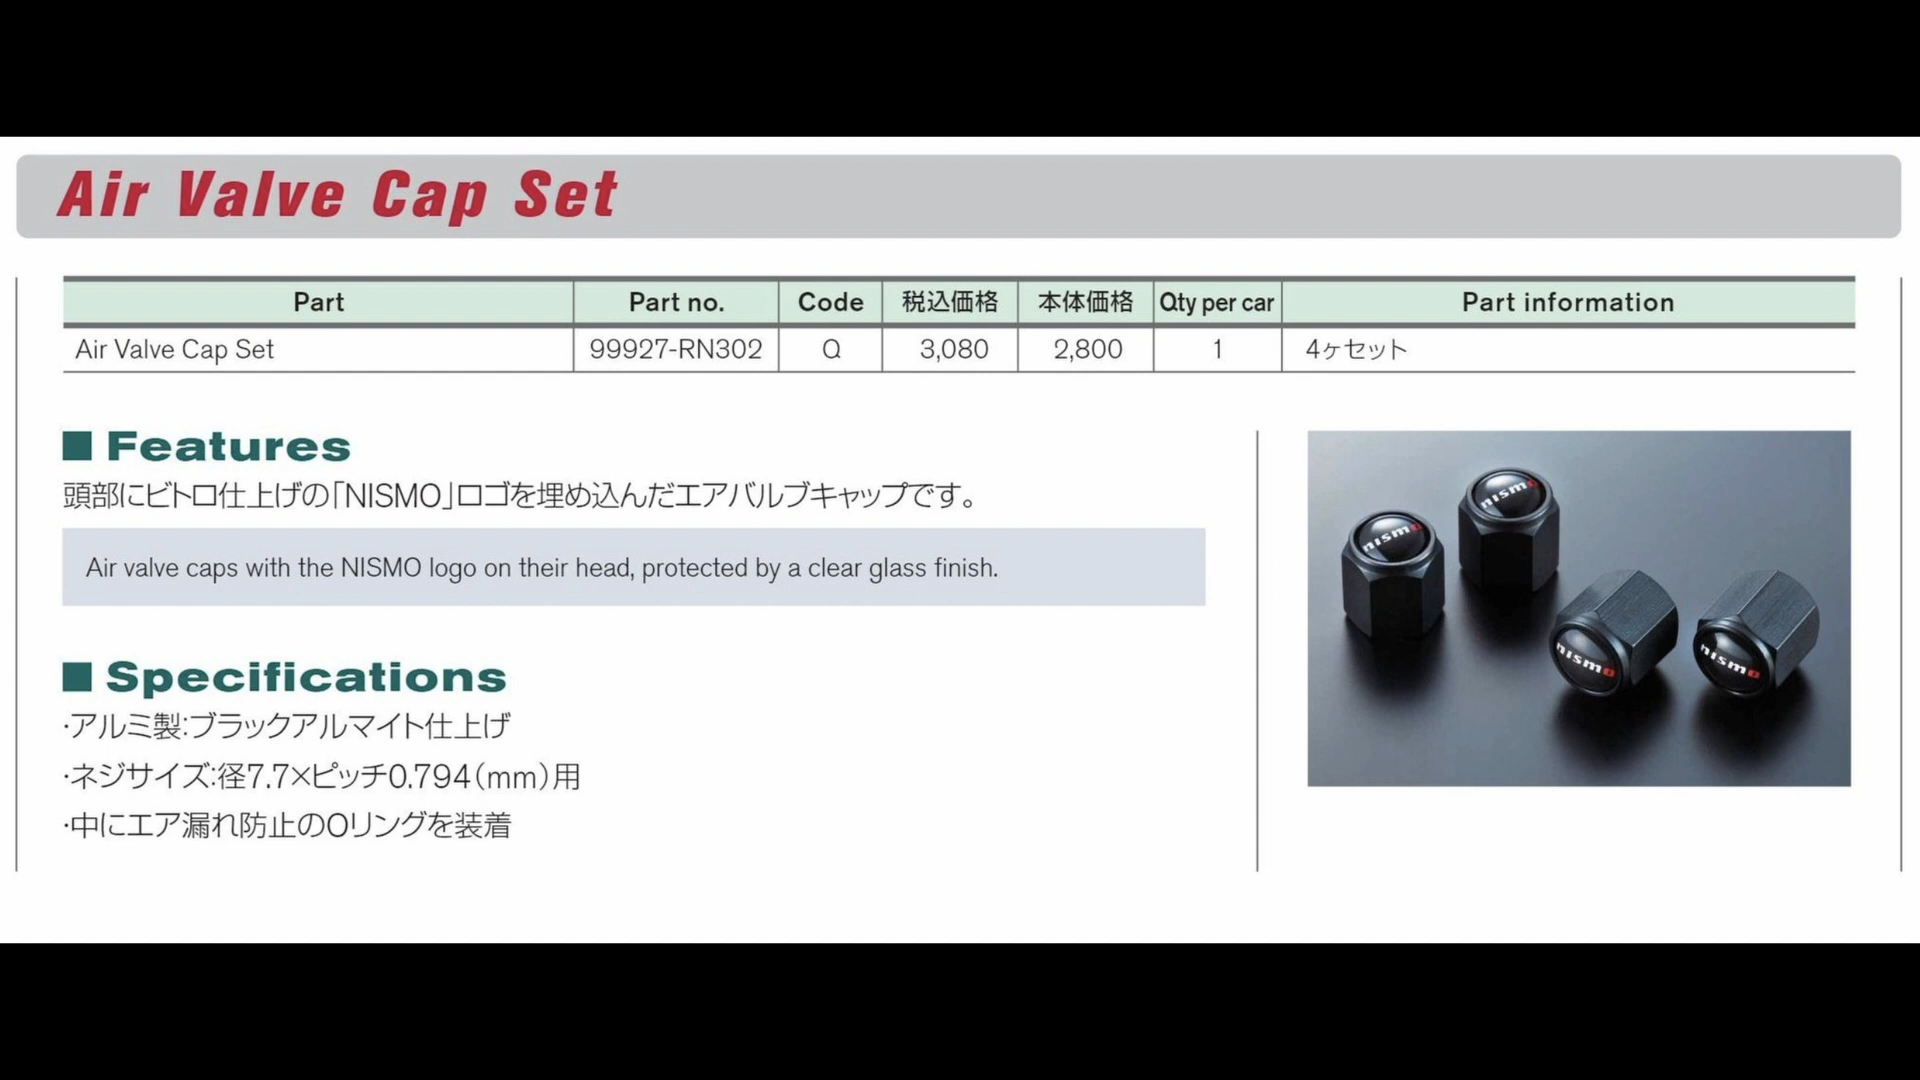 Air Valve Cap Set
Part Part no. Code 税込価格 本体価格 Qty per car Part information
Air Valve Cap Set 99927-RN302 Q 3,080 2,800 1 4ヶセット
■ Features
頭部にビトロ仕上げの「NISMO」ロゴを埋め込んだエアバルブキャップです。
Air valve caps with the NISMO logo on their head, protected by a clear glass finish.
■ Specifications
・アルミ製:ブラックアルマイト仕上げ
・ネジサイズ:径7.7×ピッチ0.794(mm)用
・中にエア漏れ防止のOリングを装着
nismo
nismo
nismo
nismo